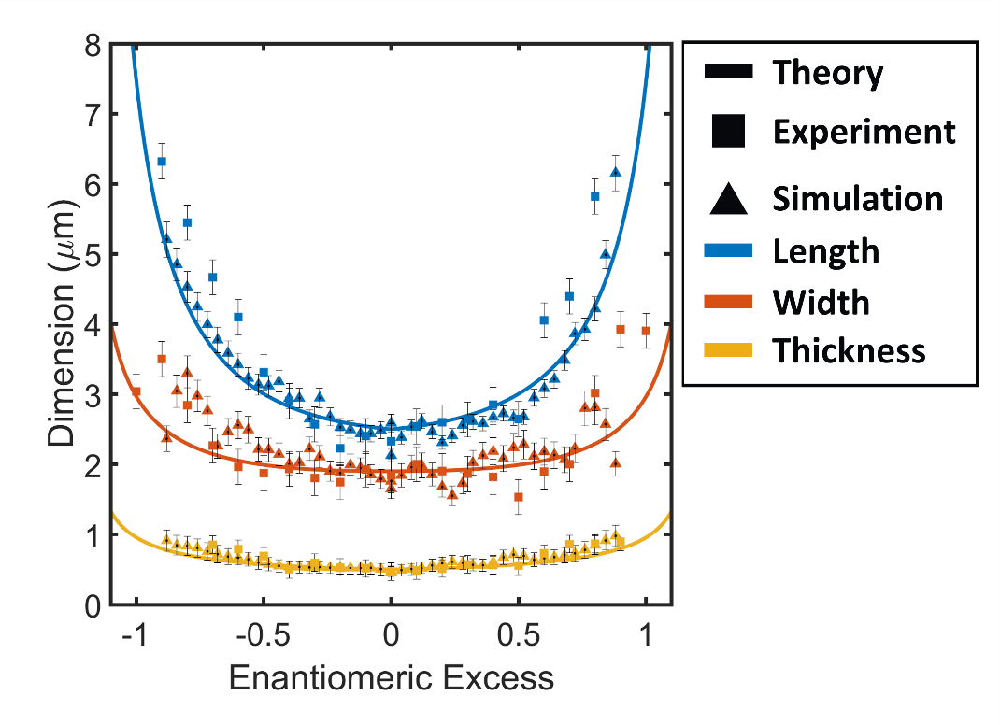 8
7
6
5
4
3
2
1
0
Dimension (μm)
-1 -0.5 0 0.5 1
Enantiomeric Excess
Theory
Experiment
Simulation
Length
Width
Thickness